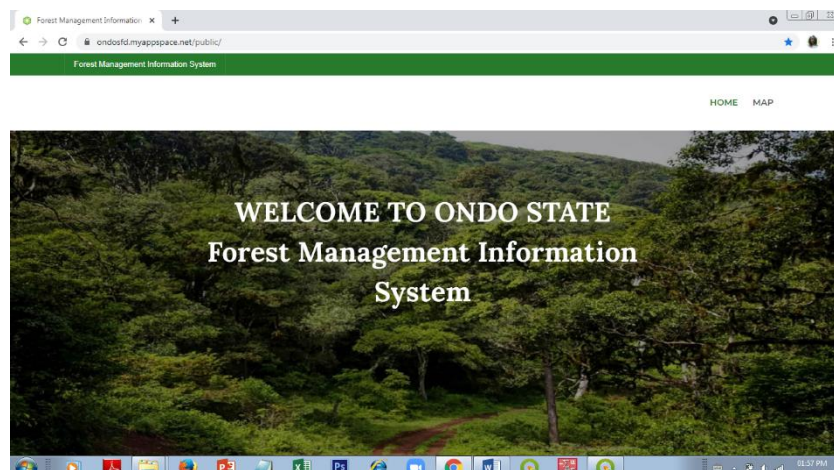 Forest Management Information
ondosfd.myappspace.net/public/
Forest Management Information System
HOME MAP
WELCOME TO ONDO STATE
Forest Management Information
System
01:57 PM